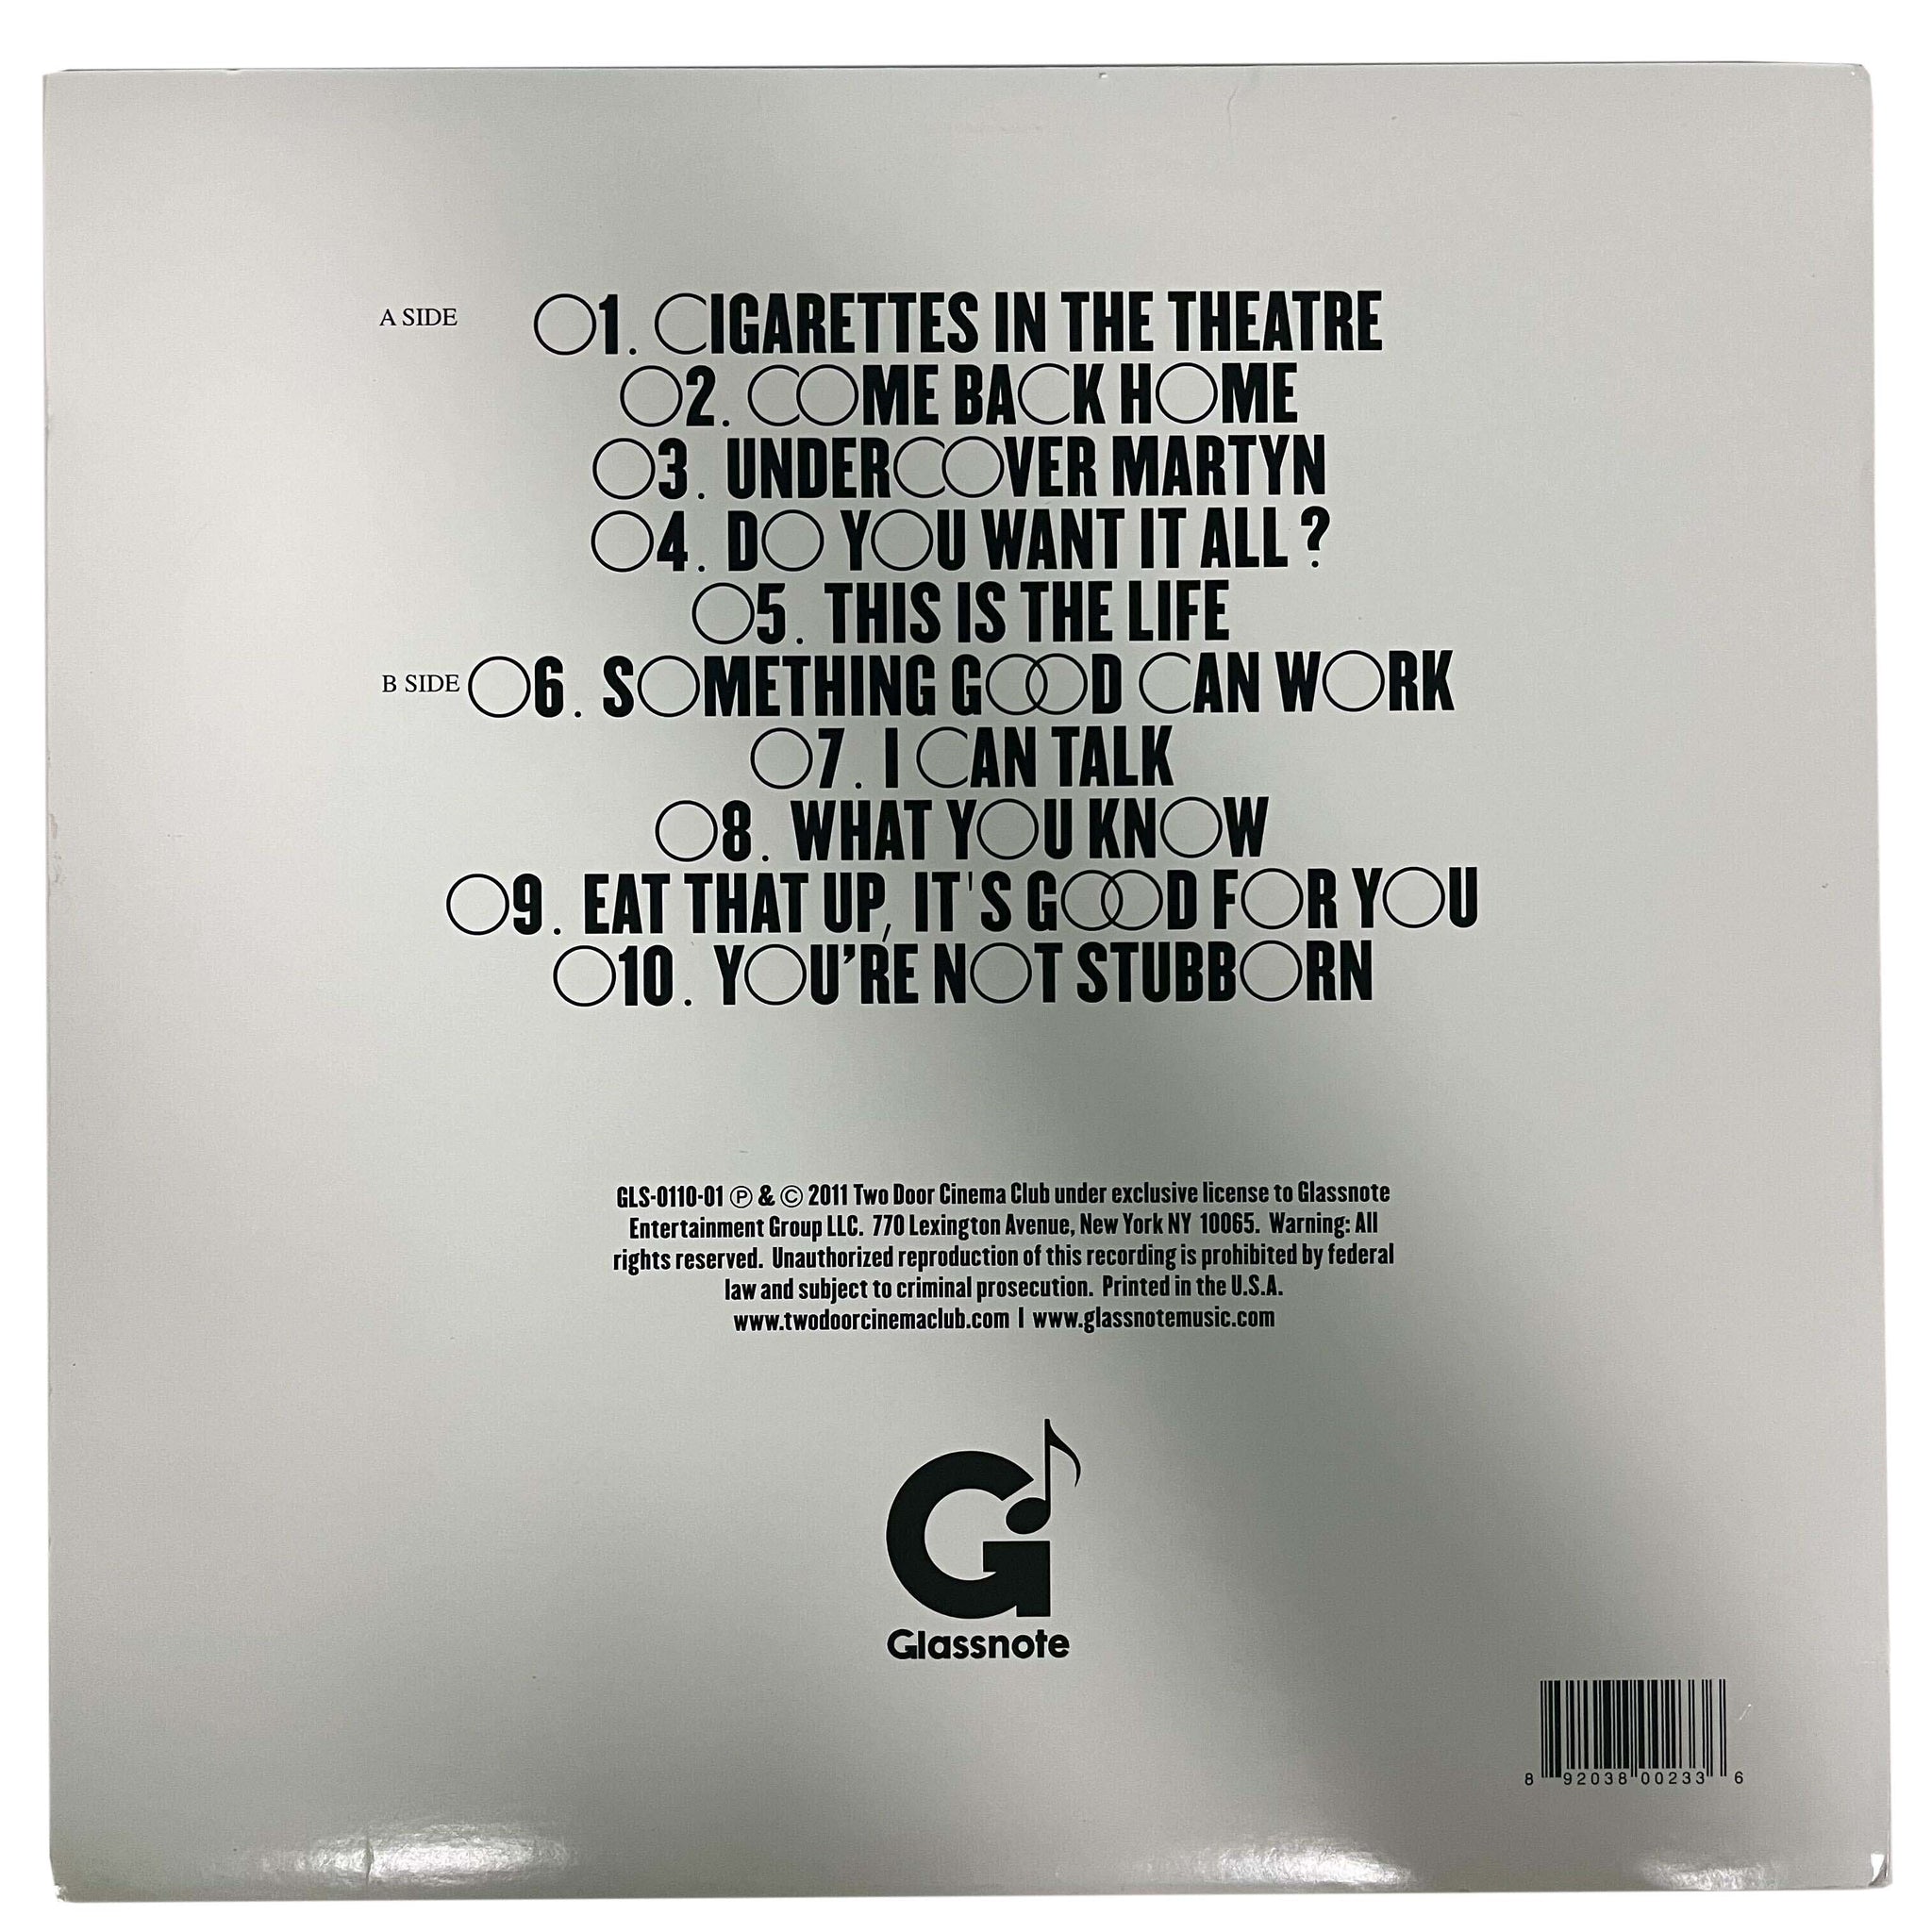 A SIDE 01. CIGARETTES IN THE THEATRE
02. COME BACK HOME
03. UNDERCOVER MARTYN
04. DO YOU WANT IT ALL ?
05. THIS IS THE LIFE
B SIDE 06. SOMETHING GOOD CAN WORK
07. I CAN TALK
08. WHAT YOU KNOW
09. EAT THAT UP, IT'S GOOD FOR YOU
010. YOU’RE NOT STUBBORN
GLS-0110-01 ℗ & © 2011 Two Door Cinema Club under exclusive license to Glassnote
Entertainment Group LLC. 770 Lexington Avenue, New York NY 10065. Warning: All
rights reserved. Unauthorized reproduction of this recording is prohibited by federal
law and subject to criminal prosecution. Printed in the U.S.A.
www.twodoorcinemaclub.com | www.glassnotemusic.com
G
Glassnote
8 92038 00233 6